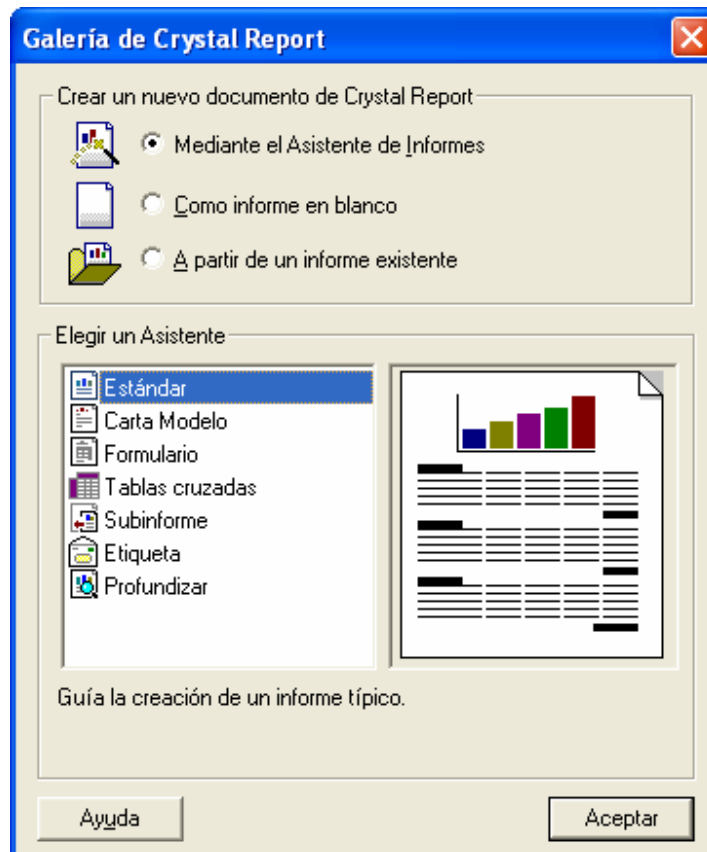 Galería de Crystal Report
Crear un nuevo documento de Crystal Report
Mediante el Asistente de Informes
Como informe en blanco
A partir de un informe existente
Elegir un Asistente
Estándar
Carta Modelo
Formulario
Tablas cruzadas
Subinforme
Etiqueta
Profundizar
Guía la creación de un informe típico.
Ayuda
Aceptar